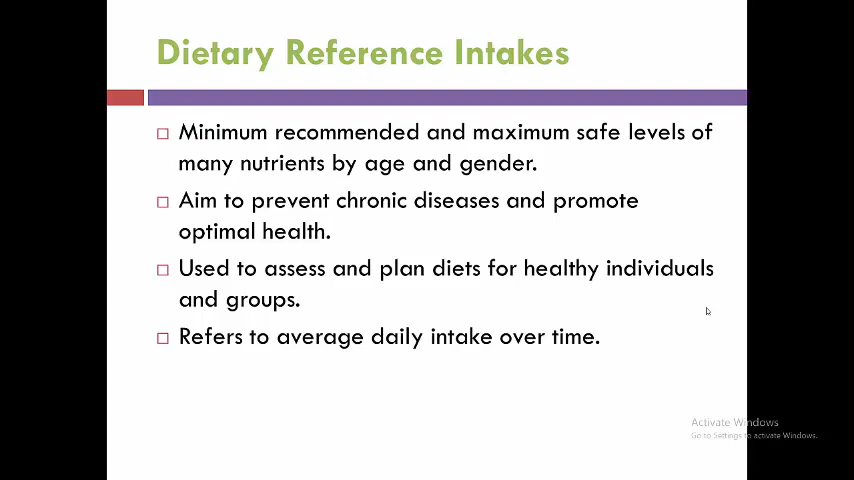 Dietary Reference Intakes
Minimum recommended and maximum safe levels of
many nutrients by age and gender.
Aim to prevent chronic diseases and promote
optimal health.
Used to assess and plan diets for healthy individuals
and groups.
Refers to average daily intake over time.
Activate Windows
Go to Settings to activate Windows.